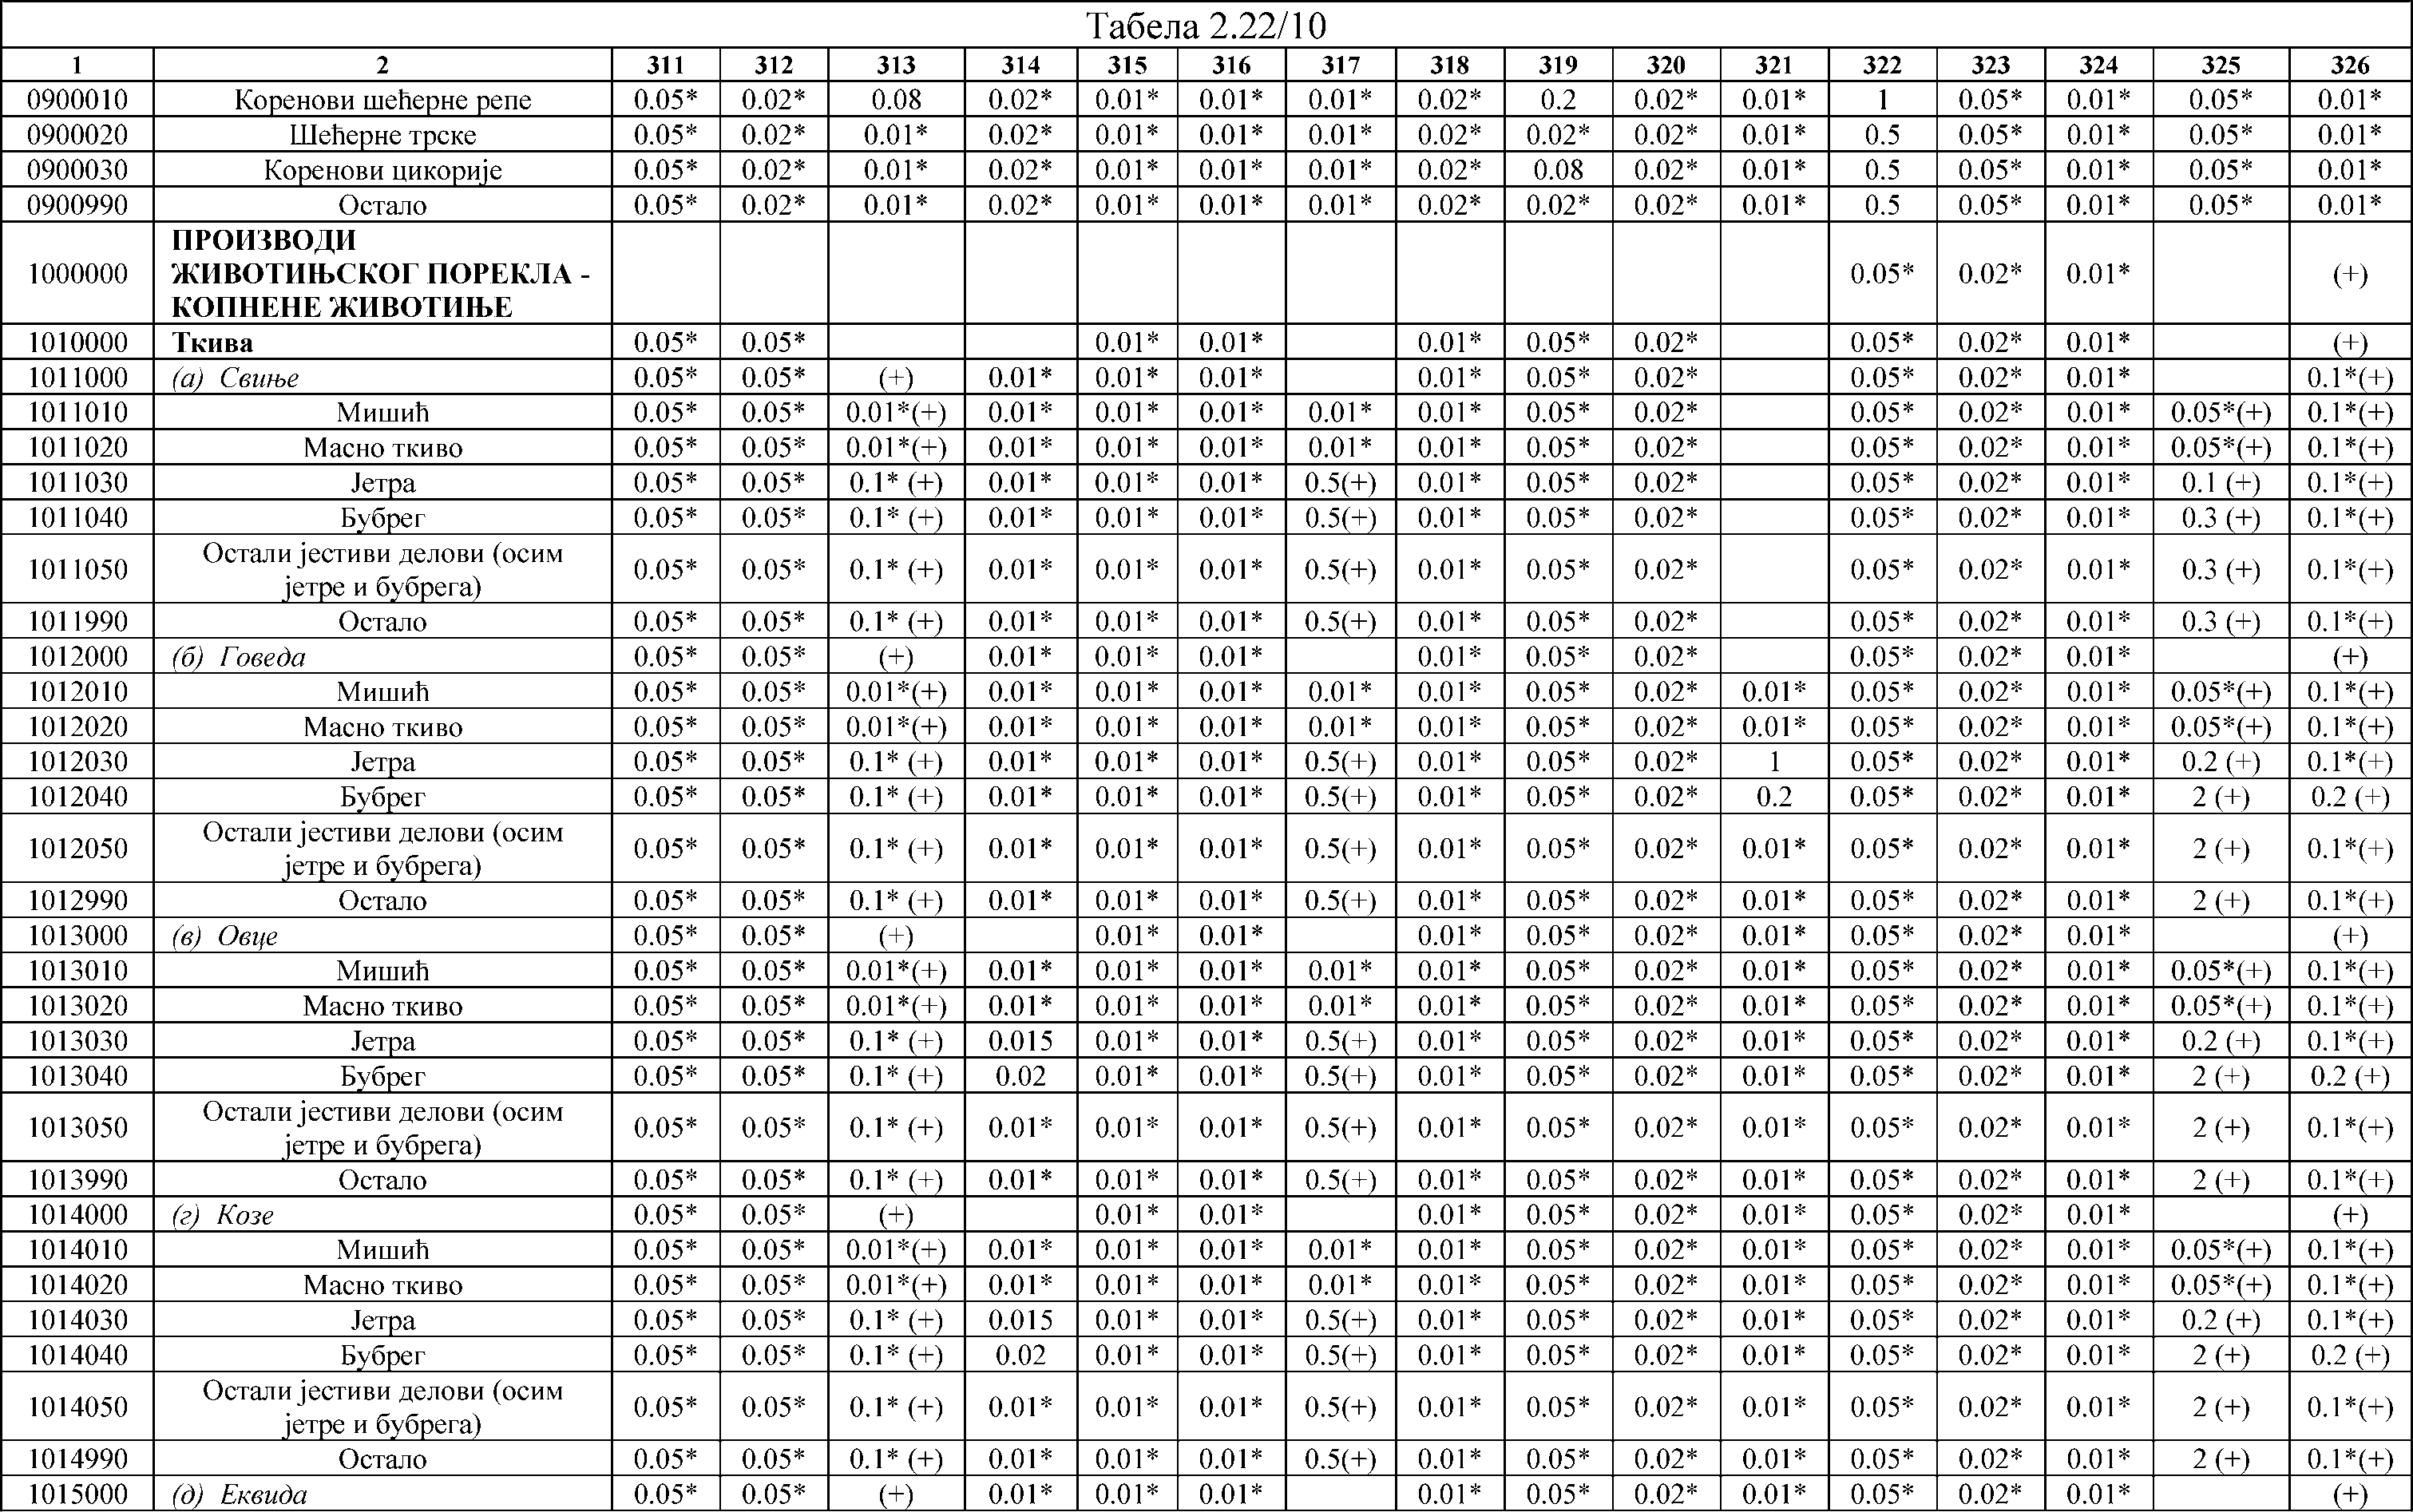 Табела 2.22/10
1 2 311 312 313 314 315 316 317 318 319 320 321 322 323 324 325 326
0900010 Коренови шећерне репе 0.05* 0.02* 0.08 0.02* 0.01* 0.01* 0.01* 0.02* 0.2 0.02* 0.01* 1 0.05* 0.01* 0.05* 0.01*
0900020 Шећерне трске 0.05* 0.02* 0.01* 0.02* 0.01* 0.01* 0.01* 0.02* 0.02* 0.02* 0.01* 0.5 0.05* 0.01* 0.05* 0.01*
0900030 Коренови цикорије 0.05* 0.02* 0.01* 0.02* 0.01* 0.01* 0.01* 0.02* 0.08 0.02* 0.01* 0.5 0.05* 0.01* 0.05* 0.01*
0900990 Остало 0.05* 0.02* 0.01* 0.02* 0.01* 0.01* 0.01* 0.02* 0.02* 0.02* 0.01* 0.5 0.05* 0.01* 0.05* 0.01*
ПРОИЗВОДИ
1000000 ЖИВОТИЊСКОГ ПОРЕКЛА - 0.05* 0.02* 0.01* (+)
КОПНЕНЕ ЖИВОТИЊЕ
1010000 Ткива 0.05* 0.05* 0.01* 0.01* 0.01* 0.05* 0.02* 0.05* 0.02* 0.01* (+)
1011000 (а) Свиње 0.05* 0.05* (+) 0.01* 0.01* 0.01* 0.01* 0.05* 0.02* 0.05* 0.02* 0.01* 0.1*(+)
1011010 Мишић 0.05* 0.05* 0.01*(+) 0.01* 0.01* 0.01* 0.01* 0.01* 0.05* 0.02* 0.05* 0.02* 0.01* 0.05*(+) 0.1*(+)
1011020 Масно ткиво 0.05* 0.05* 0.01*(+) 0.01* 0.01* 0.01* 0.01* 0.01* 0.05* 0.02* 0.05* 0.02* 0.01* 0.05*(+) 0.1*(+)
1011030 Јетра 0.05* 0.05* 0.1* (+) 0.01* 0.01* 0.01* 0.5(+) 0.01* 0.05* 0.02* 0.05* 0.02* 0.01* 0.1 (+) 0.1*(+)
1011040 Бубрег 0.05* 0.05* 0.1* (+) 0.01* 0.01* 0.01* 0.5(+) 0.01* 0.05* 0.02* 0.05* 0.02* 0.01* 0.3 (+) 0.1*(+)
1011050 Остали јестиви делови (осим 0.05* 0.05* 0.1* (+) 0.01* 0.01* 0.01* 0.5(+) 0.01* 0.05* 0.02* 0.05* 0.02* 0.01* 0.3 (+) 0.1*(+)
јетре и бубрега)
1011990 Остало 0.05* 0.05* 0.1* (+) 0.01* 0.01* 0.01* 0.5(+) 0.01* 0.05* 0.02* 0.05* 0.02* 0.01* 0.3 (+) 0.1*(+)
1012000 (б) Говеда 0.05* 0.05* (+) 0.01* 0.01* 0.01* 0.01* 0.05* 0.02* 0.05* 0.02* 0.01* (+)
1012010 Мишић 0.05* 0.05* 0.01*(+) 0.01* 0.01* 0.01* 0.01* 0.01* 0.05* 0.02* 0.01* 0.05* 0.02* 0.01* 0.05*(+) 0.1*(+)
1012020 Масно ткиво 0.05* 0.05* 0.01*(+) 0.01* 0.01* 0.01* 0.01* 0.01* 0.05* 0.02* 0.01* 0.05* 0.02* 0.01* 0.05*(+) 0.1*(+)
1012030 Јетра 0.05* 0.05* 0.1* (+) 0.01* 0.01* 0.01* 0.5(+) 0.01* 0.05* 0.02* 1 0.05* 0.02* 0.01* 0.2 (+) 0.1*(+)
1012040 Бубрег 0.05* 0.05* 0.1* (+) 0.01* 0.01* 0.01* 0.5(+) 0.01* 0.05* 0.02* 0.2 0.05* 0.02* 0.01* 2 (+) 0.2 (+)
1012050 Остали јестиви делови (осим 0.05* 0.05* 0.1* (+) 0.01* 0.01* 0.01* 0.5(+) 0.01* 0.05* 0.02* 0.01* 0.05* 0.02* 0.01* 2 (+) 0.1*(+)
јетре и бубрега)
1012990 Остало 0.05* 0.05* 0.1* (+) 0.01* 0.01* 0.01* 0.5(+) 0.01* 0.05* 0.02* 0.01* 0.05* 0.02* 0.01* 2 (+) 0.1*(+)
1013000 (в) Овце 0.05* 0.05* (+) 0.01* 0.01* 0.01* 0.05* 0.02* 0.01* 0.05* 0.02* 0.01* (+)
1013010 Мишић 0.05* 0.05* 0.01*(+) 0.01* 0.01* 0.01* 0.01* 0.01* 0.05* 0.02* 0.01* 0.05* 0.02* 0.01* 0.05*(+) 0.1*(+)
1013020 Масно ткиво 0.05* 0.05* 0.01*(+) 0.01* 0.01* 0.01* 0.01* 0.01* 0.05* 0.02* 0.01* 0.05* 0.02* 0.01* 0.05*(+) 0.1*(+)
1013030 Јетра 0.05* 0.05* 0.1* (+) 0.015 0.01* 0.01* 0.5(+) 0.01* 0.05* 0.02* 0.01* 0.05* 0.02* 0.01* 0.2 (+) 0.1*(+)
1013040 Бубрег 0.05* 0.05* 0.1* (+) 0.02 0.01* 0.01* 0.5(+) 0.01* 0.05* 0.02* 0.01* 0.05* 0.02* 0.01* 2 (+) 0.2 (+)
1013050 Остали јестиви делови (осим 0.05* 0.05* 0.1* (+) 0.01* 0.01* 0.01* 0.5(+) 0.01* 0.05* 0.02* 0.01* 0.05* 0.02* 0.01* 2 (+) 0.1*(+)
јетре и бубрега)
1013990 Остало 0.05* 0.05* 0.1* (+) 0.01* 0.01* 0.01* 0.5(+) 0.01* 0.05* 0.02* 0.01* 0.05* 0.02* 0.01* 2 (+) 0.1*(+)
1014000 (г) Козе 0.05* 0.05* (+) 0.01* 0.01* 0.01* 0.05* 0.02* 0.01* 0.05* 0.02* 0.01* (+)
1014010 Мишић 0.05* 0.05* 0.01*(+) 0.01* 0.01* 0.01* 0.01* 0.01* 0.05* 0.02* 0.01* 0.05* 0.02* 0.01* 0.05*(+) 0.1*(+)
1014020 Масно ткиво 0.05* 0.05* 0.01*(+) 0.01* 0.01* 0.01* 0.01* 0.01* 0.05* 0.02* 0.01* 0.05* 0.02* 0.01* 0.05*(+) 0.1*(+)
1014030 Јетра 0.05* 0.05* 0.1* (+) 0.015 0.01* 0.01* 0.5(+) 0.01* 0.05* 0.02* 0.01* 0.05* 0.02* 0.01* 0.2 (+) 0.1*(+)
1014040 Бубрег 0.05* 0.05* 0.1* (+) 0.02 0.01* 0.01* 0.5(+) 0.01* 0.05* 0.02* 0.01* 0.05* 0.02* 0.01* 2 (+) 0.2 (+)
1014050 Остали јестиви делови (осим 0.05* 0.05* 0.1* (+) 0.01* 0.01* 0.01* 0.5(+) 0.01* 0.05* 0.02* 0.01* 0.05* 0.02* 0.01* 2 (+) 0.1*(+)
јетре и бубрега)
1014990 Остало 0.05* 0.05* 0.1* (+) 0.01* 0.01* 0.01* 0.5(+) 0.01* 0.05* 0.02* 0.01* 0.05* 0.02* 0.01* 2 (+) 0.1*(+)
1015000 (д) Еквида 0.05* 0.05* (+) 0.01* 0.01* 0.01* 0.01* 0.05* 0.02* 0.01* 0.05* 0.02* 0.01* (+)